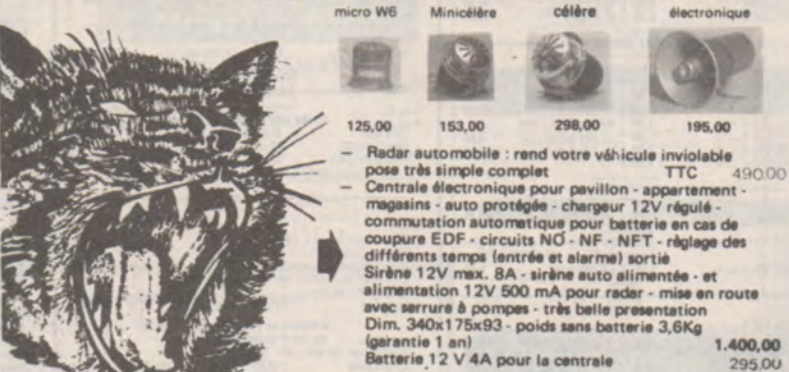 micro W6 Minicélère célère électronique
125,00 153,00 298,00 195,00
— Radar automobile : rend votre véhicule inviolable
pose très simple complet TTC 490.00
— Centrale électronique pour pavillon - appartement -
magasins - auto protégée - chargeur 12V régulé -
commutation automatique pour batterie en cas de
coupure EDF - circuits NO - NF - NFT - règlage des
différents temps (entrée et alarme) sortie
Sirène 12V max. 8A - sirène auto alimentée - et
alimentation 12V 500 mA pour radar - mise en route
avec serrure à pompes - très belle presentation
Dim. 340x175x93 - poids sans batterie 3,6Kg
(garantie 1 an) 1.400,00
Batterie 12 V 4A pour la centrale 295,00